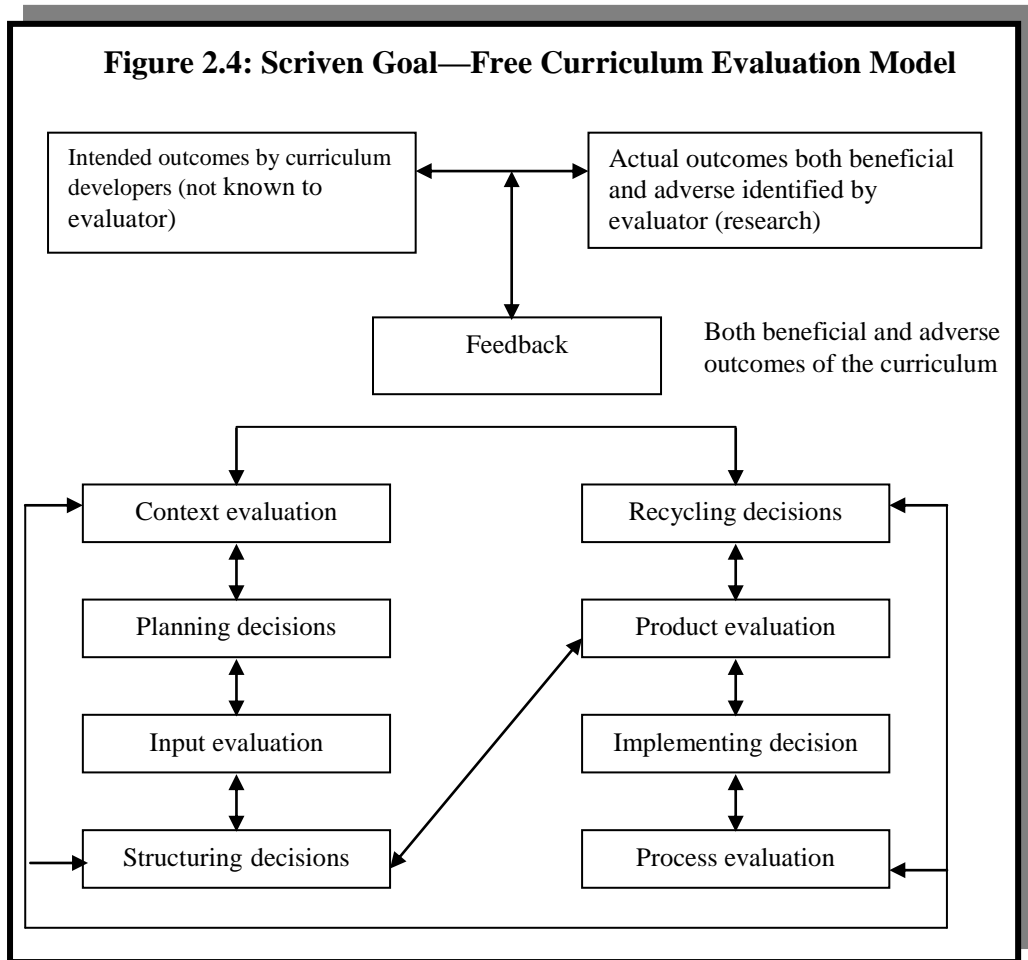 Figure 2.4: Scriven Goal—Free Curriculum Evaluation Model
Intended outcomes by curriculum
developers (not known to
evaluator)
Actual outcomes both beneficial
and adverse identified by
evaluator (research)
Feedback
Both beneficial and adverse
outcomes of the curriculum
Context evaluation
Recycling decisions
Planning decisions
Product evaluation
Input evaluation
Implementing decision
Structuring decisions
Process evaluation